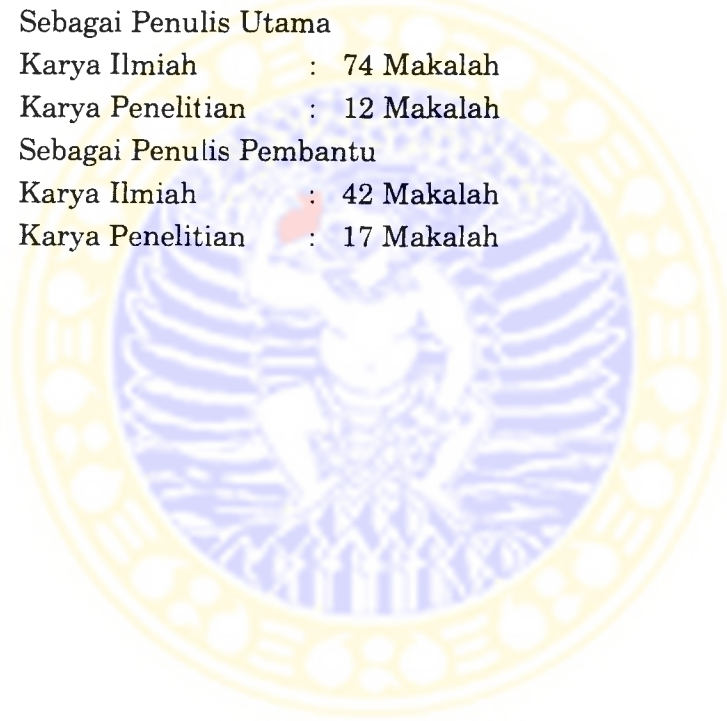 Sebagai Penulis Utama
Karya Ilmiah : 74 Makalah
Karya Penelitian : 12 Makalah
Sebagai Penulis Pembantu
Karya Ilmiah : 42 Makalah
Karya Penelitian : 17 Makalah